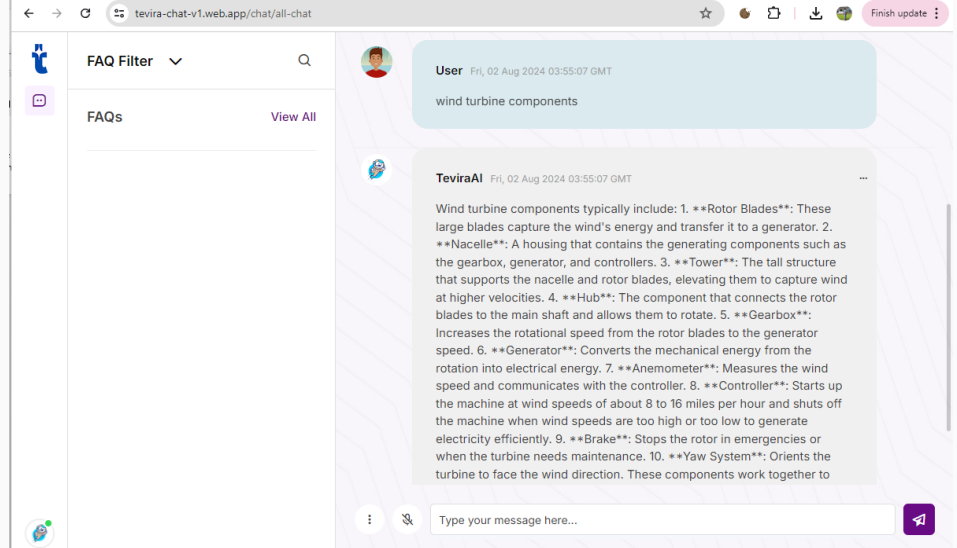 tevira-chat-v1.web.app/chat/all-chat
Finish update
FAQ Filter
FAQs
View All
User Fri, 02 Aug 2024 03:55:07 GMT
wind turbine components
TeviraAI Fri, 02 Aug 2024 03:55:07 GMT
Wind turbine components typically include: 1. **Rotor Blades**: These
large blades capture the wind's energy and transfer it to a generator. 2.
**Nacelle**: A housing that contains the generating components such as
the gearbox, generator, and controllers. 3. **Tower**: The tall structure
that supports the nacelle and rotor blades, elevating them to capture wind
at higher velocities. 4. **Hub**: The component that connects the rotor
blades to the main shaft and allows them to rotate. 5. **Gearbox**:
Increases the rotational speed from the rotor blades to the generator
speed. 6. **Generator**: Converts the mechanical energy from the
rotation into electrical energy. 7. **Anemometer**: Measures the wind
speed and communicates with the controller. 8. **Controller**: Starts up
the machine at wind speeds of about 8 to 16 miles per hour and shuts off
the machine when wind speeds are too high or too low to generate
electricity efficiently. 9. **Brake**: Stops the rotor in emergencies or
when the turbine needs maintenance. 10. **Yaw System**: Orients the
turbine to face the wind direction. These components work together to
Type your message here...